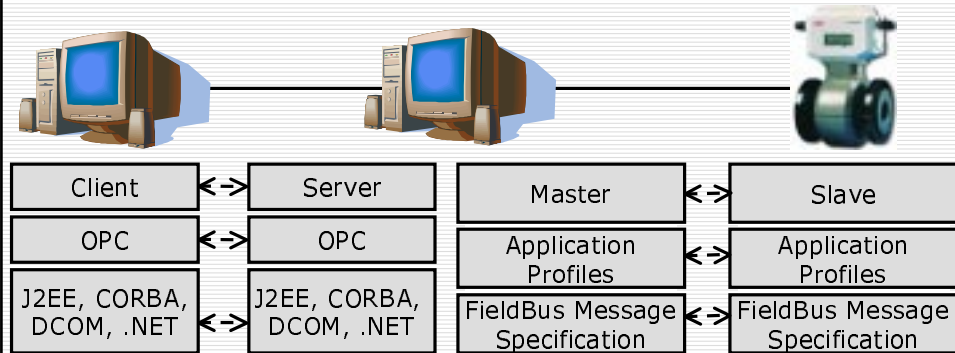 Client
Server
Master
Slave
OPC
OPC
Application
Profiles
Application
Profiles
J2EE, CORBA,
DCOM, .NET
J2EE, CORBA,
DCOM, .NET
FieldBus Message
Specification
FieldBus Message
Specification